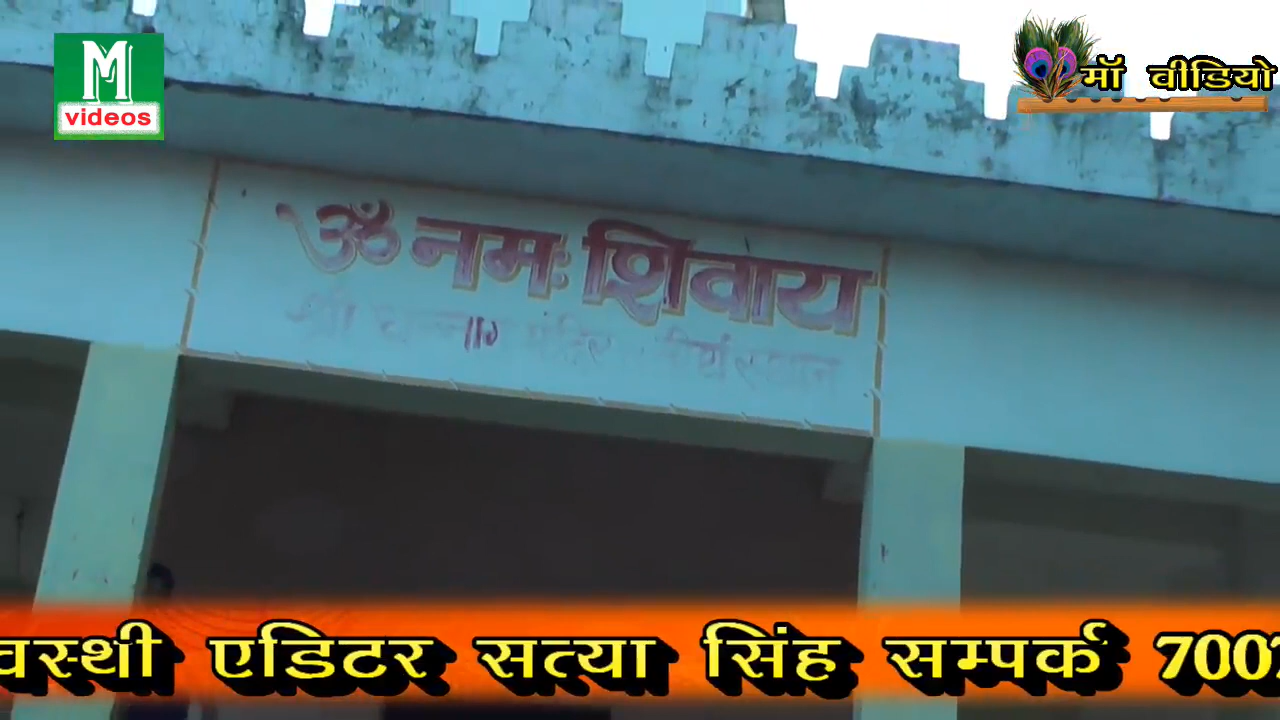 M
videos
मॉ वीडियो
ॐ नमः शिवाय
श्री मंदिर स्थान
वस्थी एडिटर सत्या सिंह सम्पर्क 700